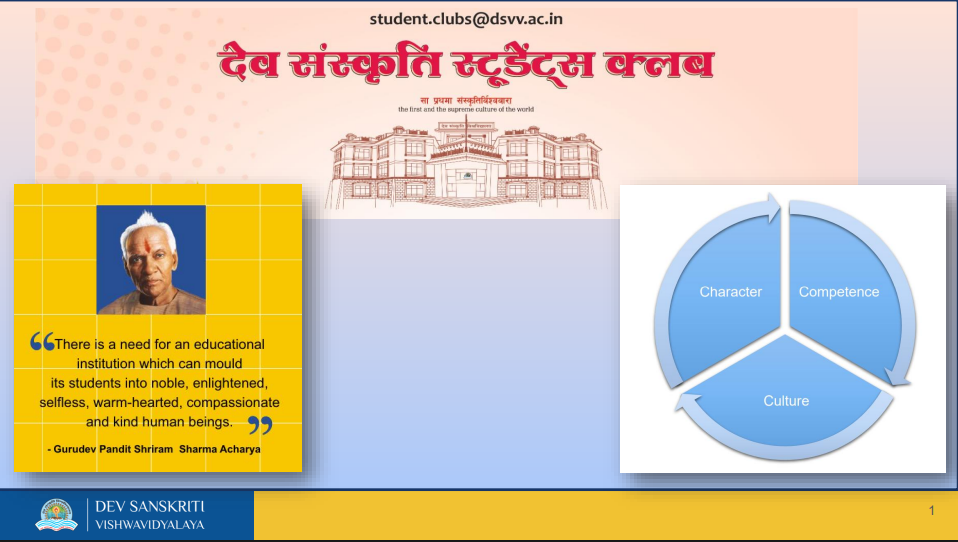 student.clubs@dsvv.ac.in
देव संस्कृति स्टूडेंट्स क्लब
सा प्रथमा संस्कृतिर्विश्ववारा
the first and the supreme culture of the world
देव संस्कृति विश्वविद्यालय
“There is a need for an educational
institution which can mould
its students into noble, enlightened,
selfless, warm-hearted, compassionate
and kind human beings. ”
- Gurudev Pandit Shriram Sharma Acharya
Character
Competence
Culture
DEV SANSKRITI
VISHWAVIDYALAYA
1